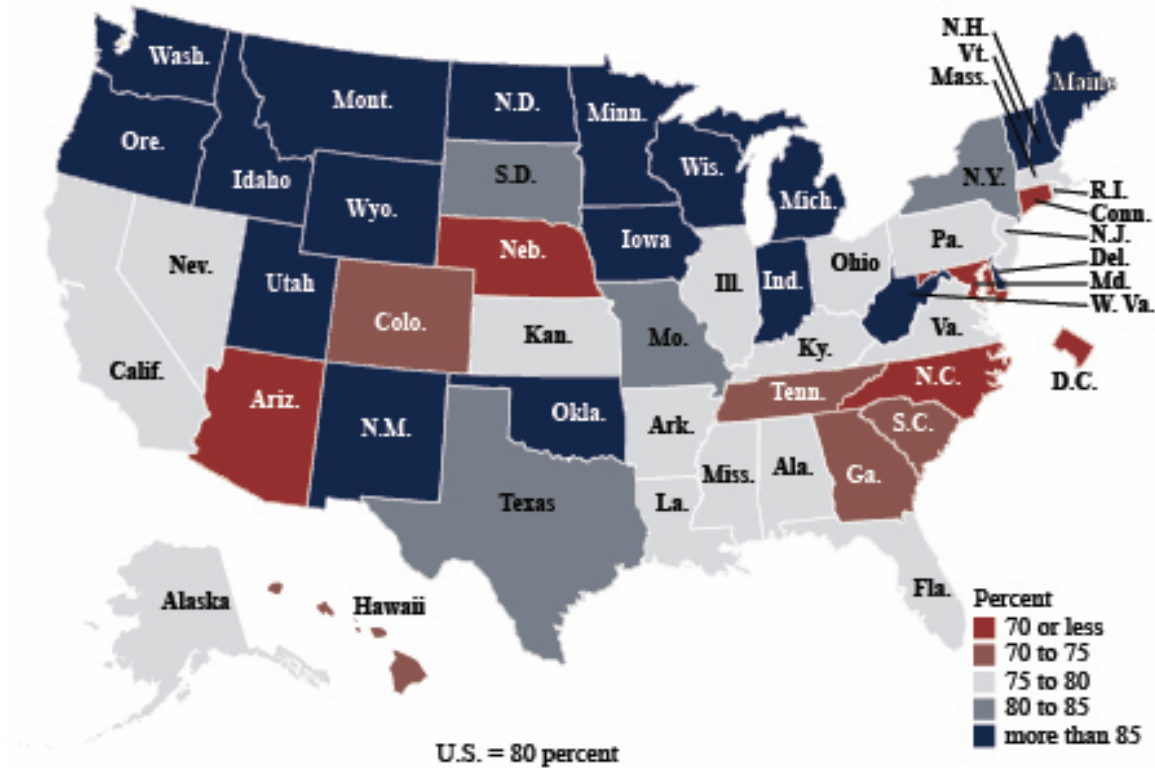 N.H.
Vt.
Mass.
Maine
Wash.
Mont.
N.D.
Minn.
Ore.
Idaho
S.D.
Wis.
Mich.
N.Y.
R.I.
Conn.
N.J.
Del.
Md.
W. Va.
Wyo.
Iowa
Neb.
Pa.
Ohio
Nev.
Utah
Ill.
Ind.
Colo.
Kan.
Mo.
Ky.
Va.
Calif.
D.C.
Ariz.
N.M.
Okla.
Ark.
Tenn.
N.C.
S.C.
Miss.
Ala.
Ga.
Texas
La.
Fla.
Alaska
Hawaii
Percent
70 or less
70 to 75
75 to 80
80 to 85
more than 85
U.S. = 80 percent